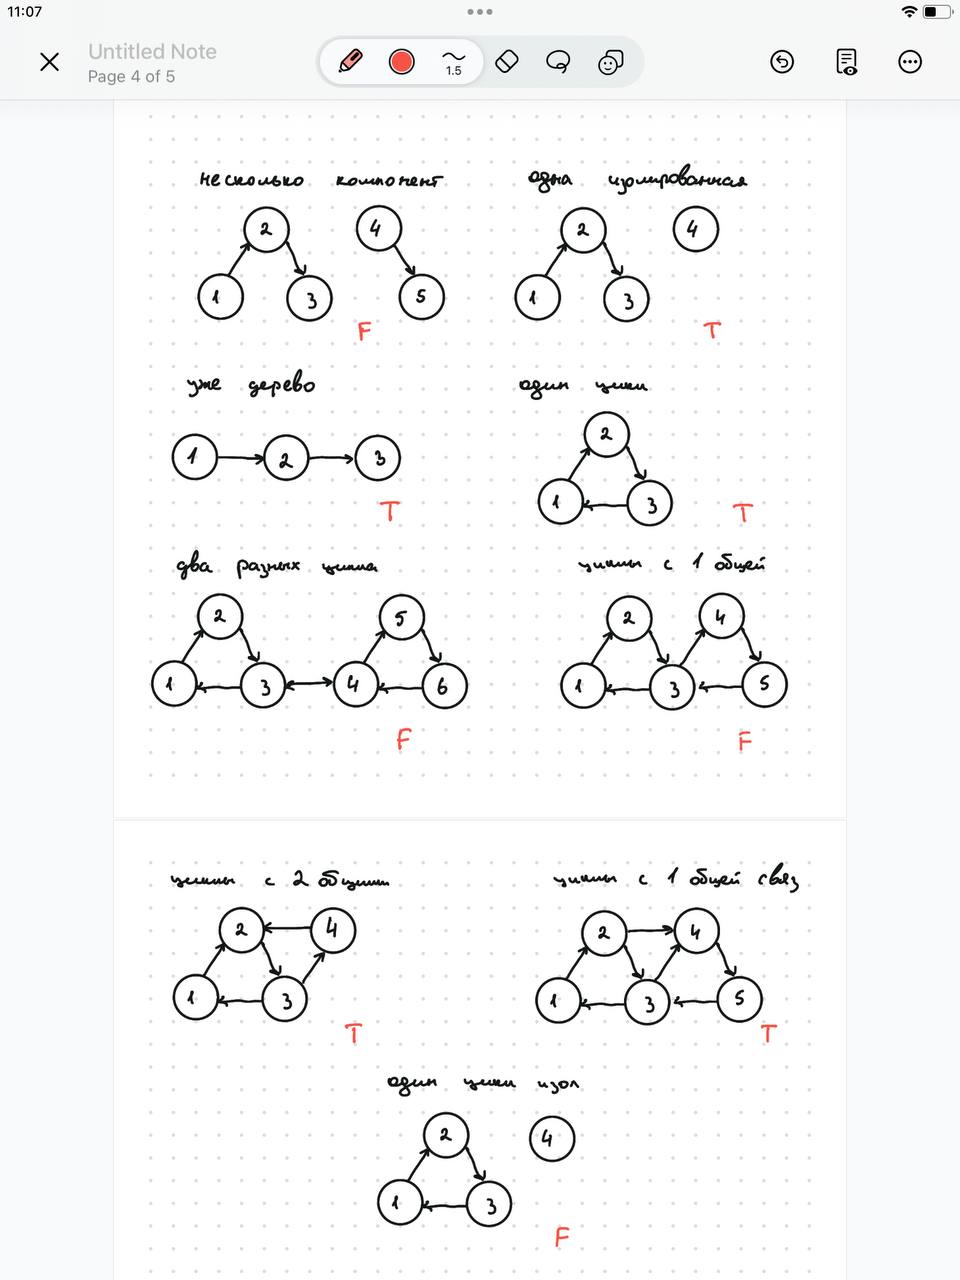 11:07
Untitled Note
Page 4 of 5
1.5
несколько компонент
одна изолированная
2 4 2 4
1 3 5 1 3
F T
уже дерево
один цикл
2
1 2 3
1 3
T T
два разных цикла
циклы с 1 общей
2 5 2 4
1 3 4 6 1 3 5
F F
циклы с 2 общими
циклы с 1 общей связ
2 4 2 4
1 3 1 3 5
T T
один цикл изол
2 4
1 3
F